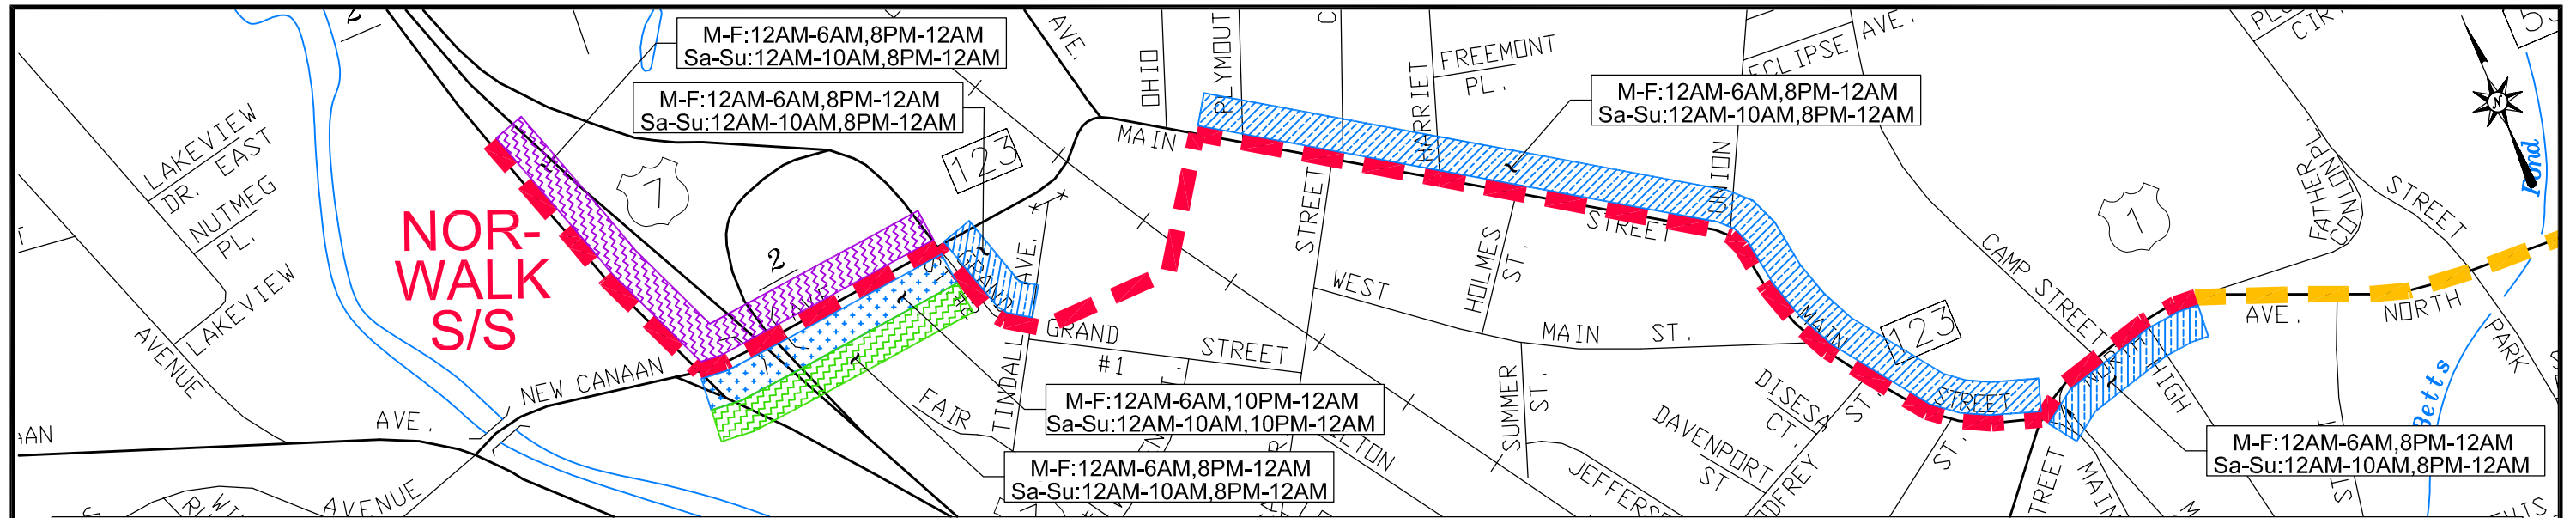 2
M-F:12AM-6AM,8PM-12AM
Sa-Su:12AM-10AM,8PM-12AM
AVE.
OHIO
FREEMONT
PL.
HARRIET
ECLIPSE AVE.
M-F:12AM-6AM,8PM-12AM
Sa-Su:12AM-10AM,8PM-12AM
M-F:12AM-6AM,8PM-12AM
Sa-Su:12AM-10AM,8PM-12AM
123
MAIN
UNION
LAKEVIEW
DR. EAST
NUTMEG
PL.
LAKEVIEW
AVENUE
7
NOR-
WALK
S/S
2
AVE.
STREET
STREET
HOLMES
ST.
WEST
MAIN ST.
CAMP STREET
1
FATHER
CONLON PL.
STREET
N
Pond
NORTH
AVE.
PARK
NEW CANAAN
AVE.
GRAND
#1
STREET
TINDALL
AVE.
FAIR
MAIN
123
STREET
NORTH
HIGH
SUMMER
ST.
DISESA
CT.
ST.
DAVENPORT
ST
ST.
Betts
M-F:12AM-6AM,10PM-12AM
Sa-Su:12AM-10AM,10PM-12AM
M-F:12AM-6AM,8PM-12AM
Sa-Su:12AM-10AM,8PM-12AM
M-F:12AM-6AM,8PM-12AM
Sa-Su:12AM-10AM,8PM-12AM
AVENUE
MAIN